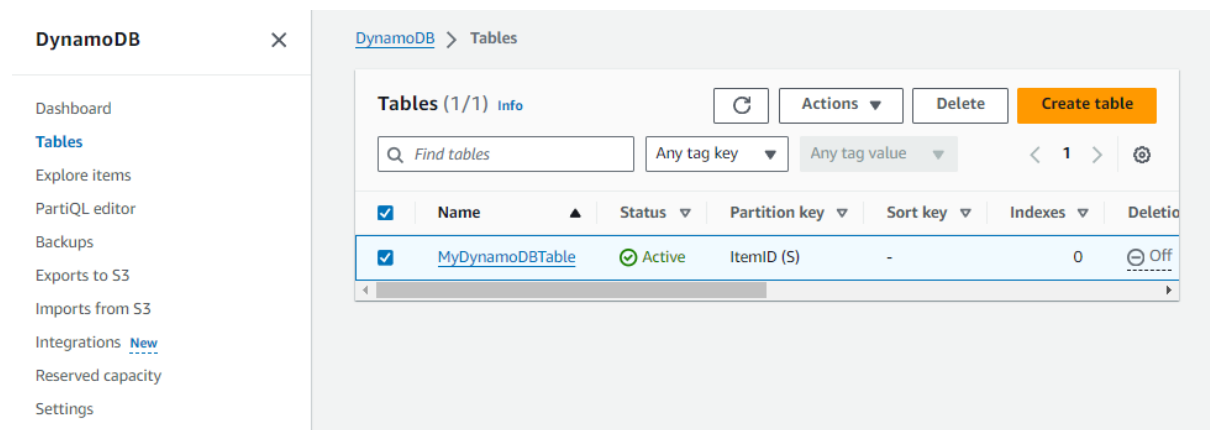 DynamoDB
Dashboard
Tables
Explore items
PartiQL editor
Backups
Exports to S3
Imports from S3
Integrations New
Reserved capacity
Settings
DynamoDB > Tables
Tables (1/1) Info
Actions
Delete
Create table
Find tables
Any tag key
Any tag value
1
Name Status Partition key Sort key Indexes Deletio
MyDynamoDBTable Active ItemID (S) - 0 Off